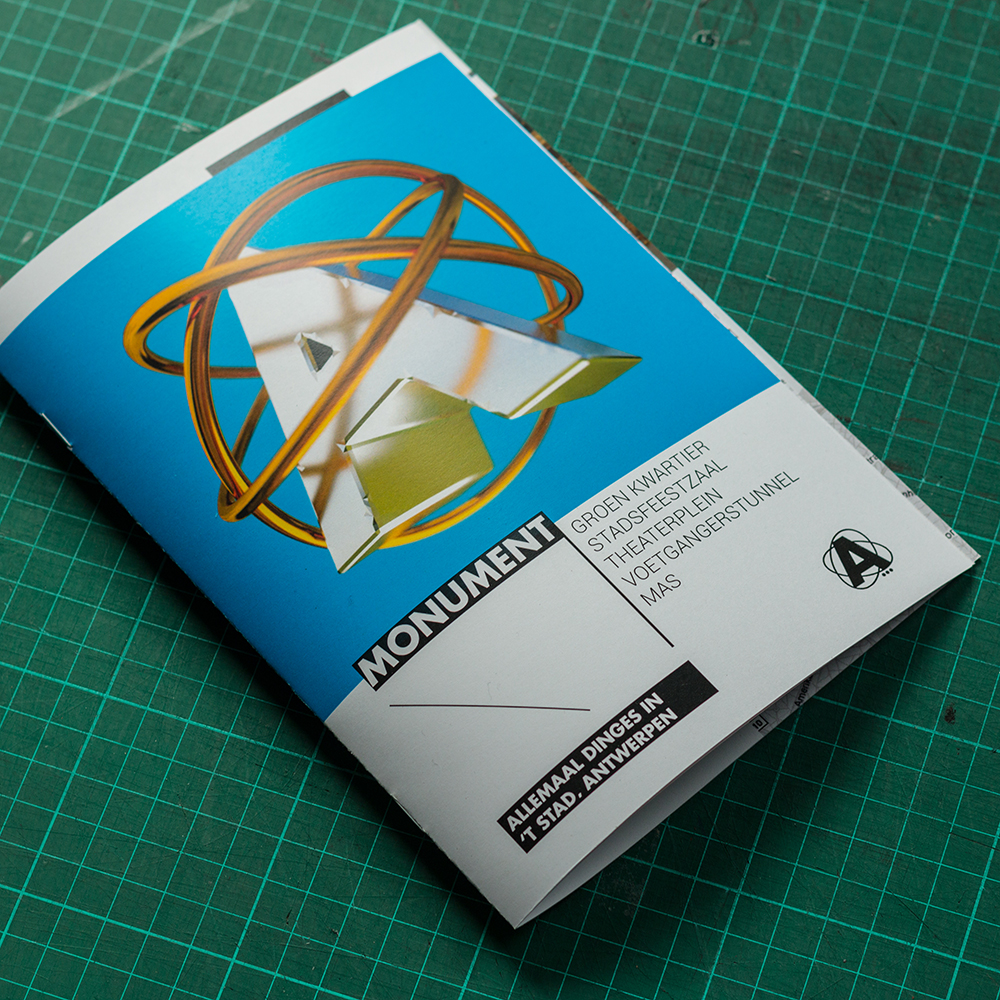 MONUMENT
GROEN KWARTIER
STADSFEESTZAAL
THEATERPLEIN
VOETGANGERSTUNNEL
MAS
A...
ALLEMAAL DINGES IN
'T STAD, ANTWERPEN